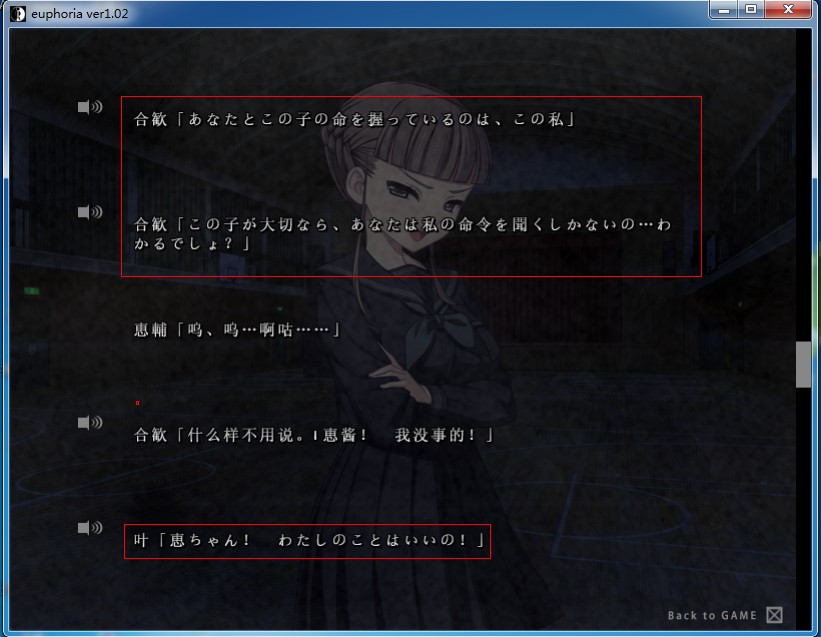 euphoria ver1.02
合歓「あなたとこの子の命を握っているのは、この私」
合歓「この子が大切なら、あなたは私の命令を聞くしかないの…わ
かるでしょ？」
恵輔「呜、呜…啊咕……」
合歓「什么样不用说。I恵酱！　我没事的！」
叶「恵ちゃん！　わたしのことはいいの！」
Back to GAME